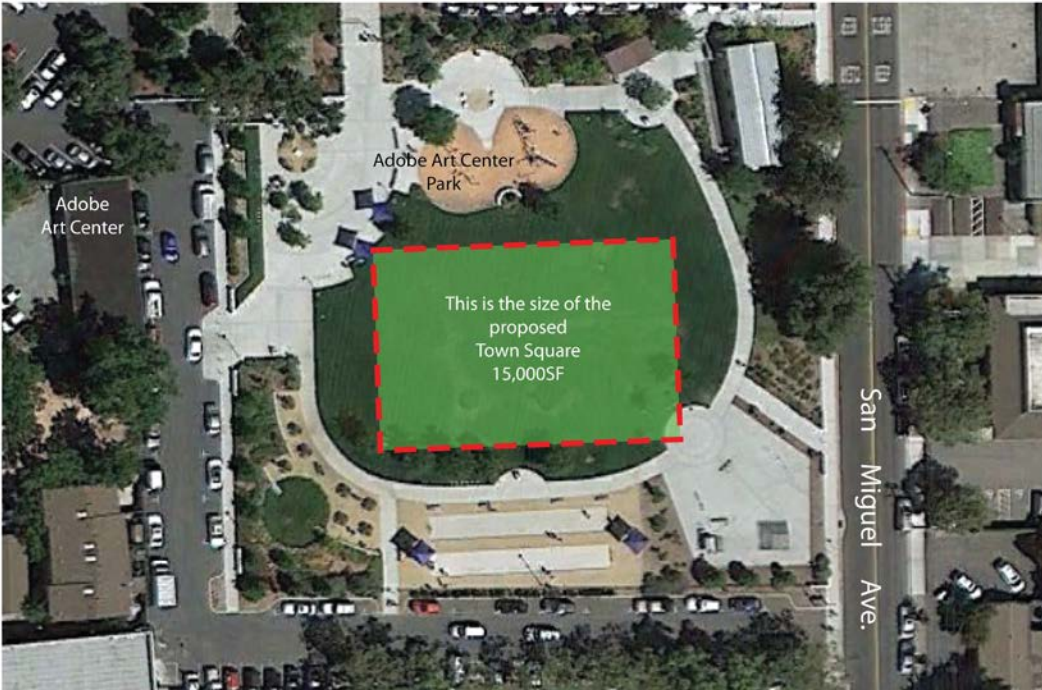 Adobe Art Center
Park
Adobe
Art Center
This is the size of the
proposed
Town Square
15,000SF
San Miguel Ave.